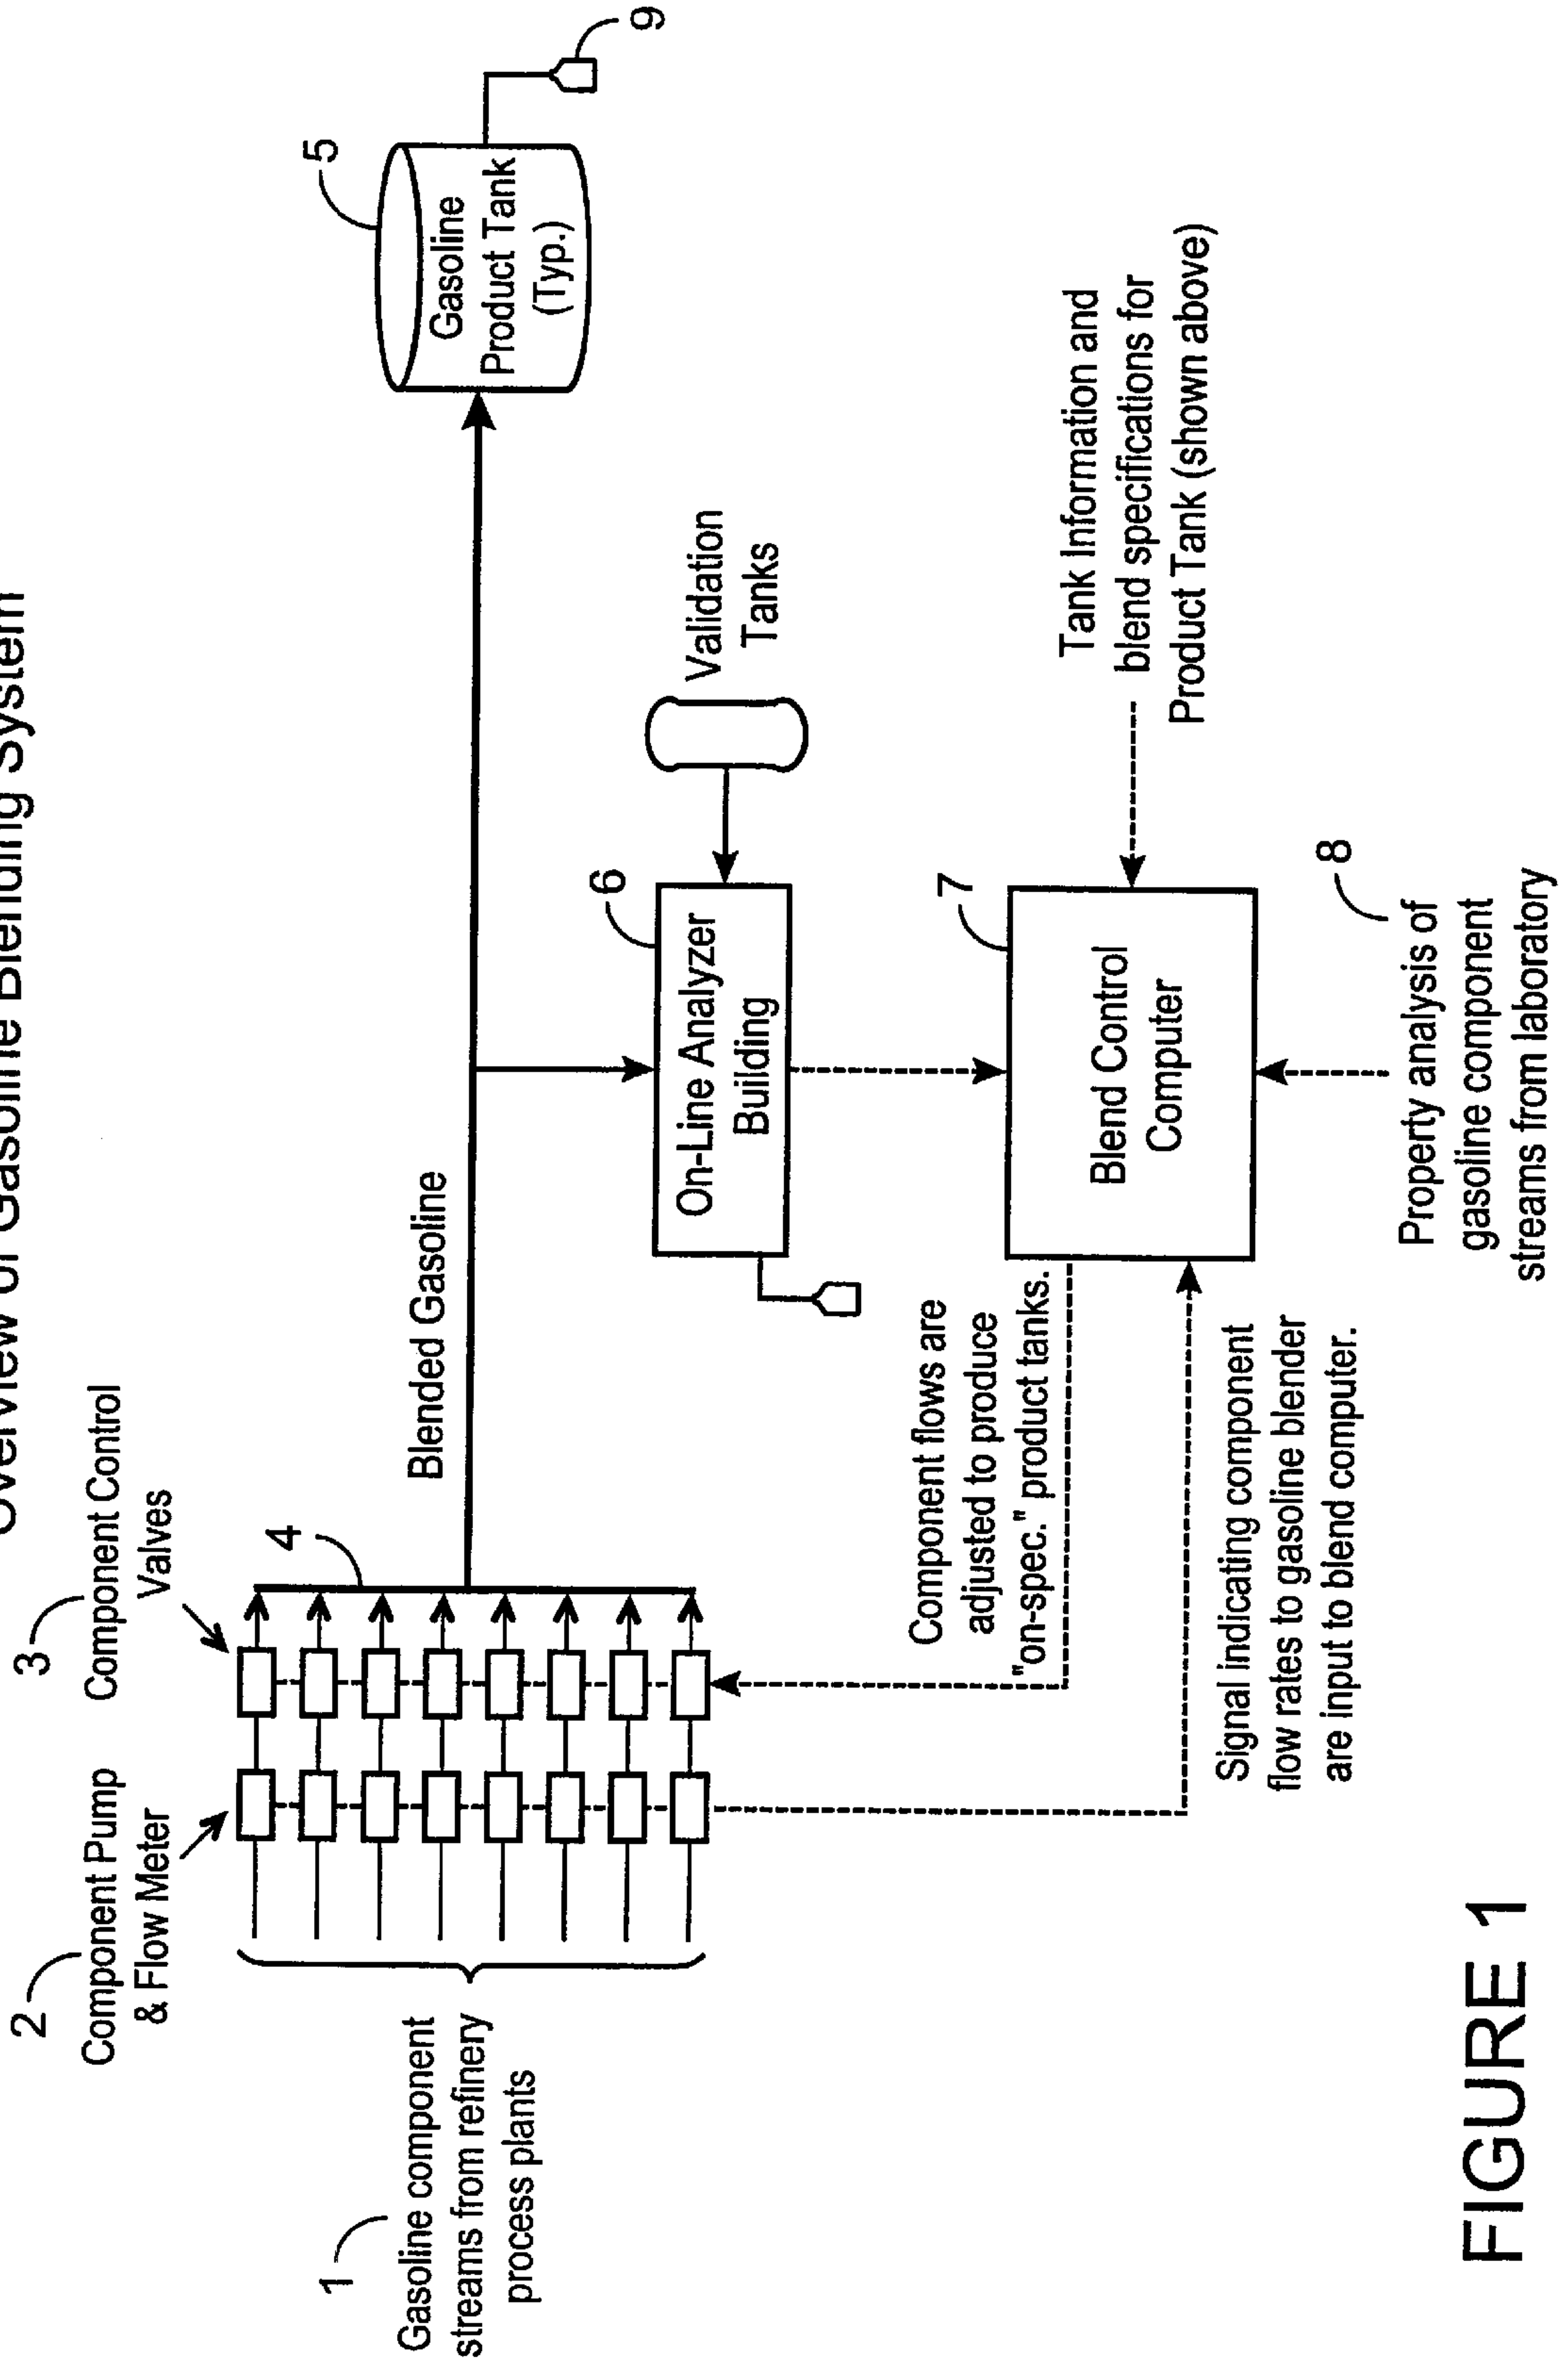 Overview of Gasoline Blending System
3
Component Control
Valves
2
Component Pump
& Flow Meter
4
1
Gasoline component
streams from refinery
process plants
Blended Gasoline
5
Gasoline
Product Tank
(Typ.)
9
6
On-Line Analyzer
Building
Validation
Tanks
7
Blend Control
Computer
Component flows are
adjusted to produce
"on-spec." product tanks.
Signal indicating component
flow rates to gasoline blender
are input to blend computer.
Tank Information and
blend specifications for
Product Tank (shown above)
8
Property analysis of
gasoline component
streams from laboratory
FIGURE 1